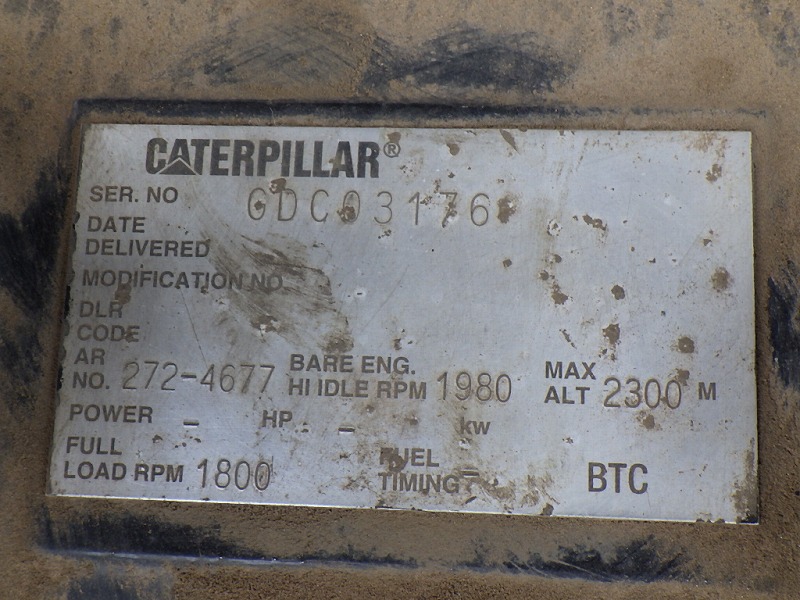 CATERPILLAR®
SER. NO GDC03176
DATE
DELIVERED
MODIFICATION NO.
DLR
CODE
AR
NO. 272-4677
BARE ENG.
HI IDLE RPM 1980
MAX
ALT 2300 M
POWER - HP - kw
FULL
LOAD RPM 1800
FUEL
TIMING - BTC